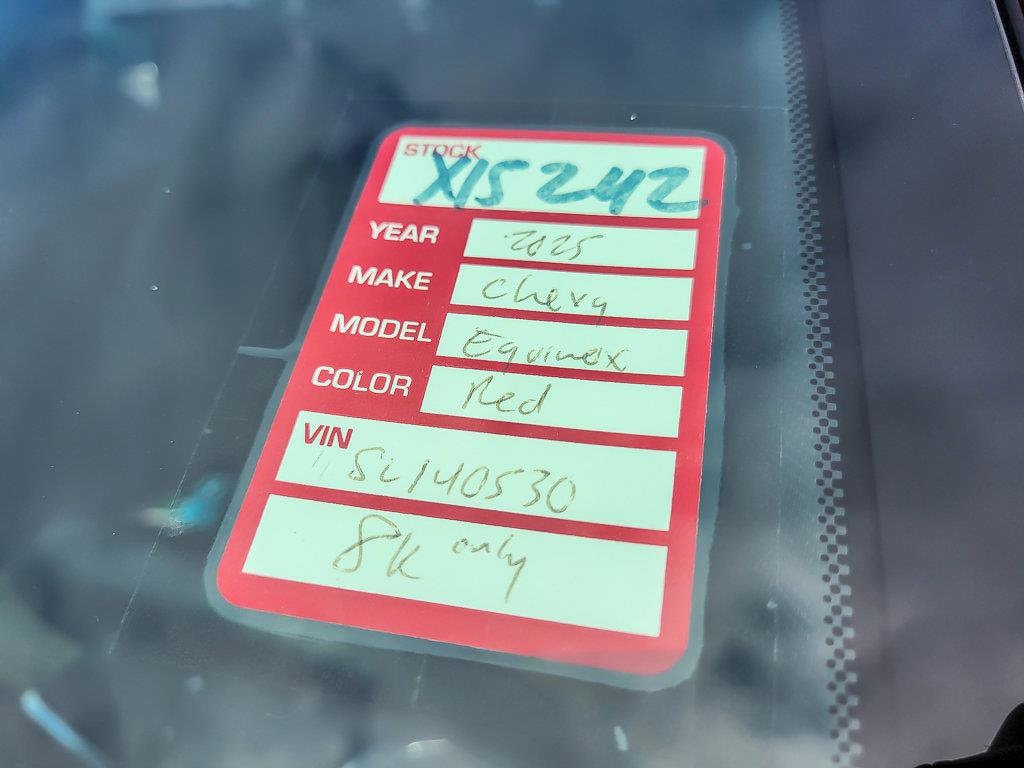 STOCK
X15242
YEAR 2025
MAKE Chevy
MODEL Equinox
COLOR Red
VIN
SL140530
8k only